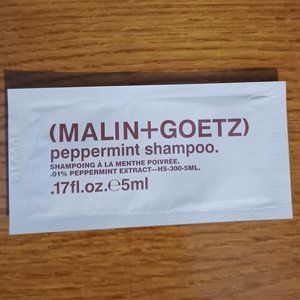 (MALIN+GOETZ)
peppermint shampoo.
SHAMPOING À LA MENTHE POIVRÉE.
.01% PEPPERMINT EXTRACT—HS-300-5ML.
.17fl.oz.℮5ml